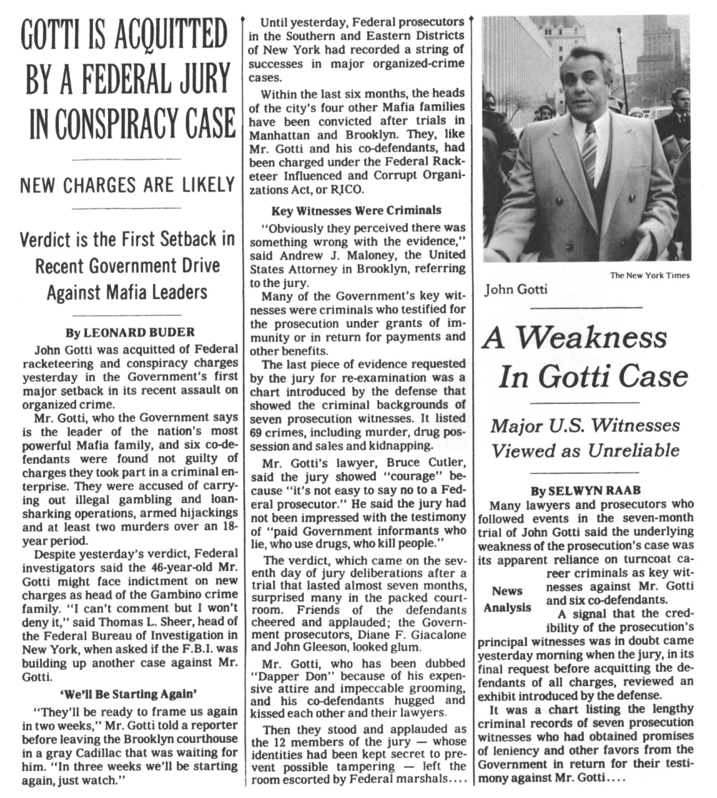 GOTTI IS ACQUITTED
BY A FEDERAL JURY
IN CONSPIRACY CASE
NEW CHARGES ARE LIKELY
Verdict is the First Setback in
Recent Government Drive
Against Mafia Leaders
By LEONARD BUDER
John Gotti was acquitted of Federal
racketeering and conspiracy charges
yesterday in the Government's first
major setback in its recent assault on
organized crime.
Mr. Gotti, who the Government says
is the leader of the nation's most
powerful Mafia family, and six co-de-
fendants were found not guilty of
charges they took part in a criminal en-
terprise. They were accused of carry-
ing out illegal gambling and loan-
sharking operations, armed hijackings
and at least two murders over an 18-
year period.
Despite yesterday's verdict, Federal
investigators said the 46-year-old Mr.
Gotti might face indictment on new
charges as head of the Gambino crime
family. "I can't comment but I won't
deny it," said Thomas L. Sheer, head of
the Federal Bureau of Investigation in
New York, when asked if the F.B.I. was
building up another case against Mr.
Gotti.
'We'll Be Starting Again'
"They'll be ready to frame us again
in two weeks," Mr. Gotti told a reporter
before leaving the Brooklyn courthouse
in a gray Cadillac that was waiting for
him. "In three weeks we'll be starting
again, just watch."
Until yesterday, Federal prosecutors
in the Southern and Eastern Districts
of New York had recorded a string of
successes in major organized-crime
cases.
Within the last six months, the heads
of the city's four other Mafia families
have been convicted after trials in
Manhattan and Brooklyn. They, like
Mr. Gotti and his co-defendants, had
been charged under the Federal Rack-
eteer Influenced and Corrupt Organi-
zations Act, or RICO.
Key Witnesses Were Criminals
"Obviously they perceived there was
something wrong with the evidence,"
said Andrew J. Maloney, the United
States Attorney in Brooklyn, referring
to the jury.
Many of the Government's key wit-
nesses were criminals who testified for
the prosecution under grants of im-
munity or in return for payments and
other benefits.
The last piece of evidence requested
by the jury for re-examination was a
chart introduced by the defense that
showed the criminal backgrounds of
seven prosecution witnesses. It listed
69 crimes, including murder, drug pos-
session and sales and kidnapping.
Mr. Gotti's lawyer, Bruce Cutler,
said the jury showed "courage" be-
cause "it's not easy to say no to a Fed-
eral prosecutor." He said the jury had
not been impressed with the testimony
of "paid Government informants who
lie, who use drugs, who kill people."
The verdict, which came on the sev-
enth day of jury deliberations after a
trial that lasted almost seven months,
surprised many in the packed court-
room. Friends of the defendants
cheered and applauded; the Govern-
ment prosecutors, Diane F. Giacalone
and John Gleeson, looked glum.
Mr. Gotti, who has been dubbed
"Dapper Don" because of his expen-
sive attire and impeccable grooming,
and his co-defendants hugged and
kissed each other and their lawyers.
Then they stood and applauded as
the 12 members of the jury — whose
identities had been kept secret to pre-
vent possible tampering — left the
room escorted by Federal marshals....
The New York Times
John Gotti
A Weakness
In Gotti Case
Major U.S. Witnesses
Viewed as Unreliable
By SELWYN RAAB
Many lawyers and prosecutors who
followed events in the seven-month
trial of John Gotti said the underlying
weakness of the prosecution's case was
its apparent reliance on turncoat ca-
reer criminals as key wit-
nesses against Mr. Gotti
and six co-defendants.
News
Analysis
A signal that the cred-
ibility of the prosecution's
principal witnesses was in doubt came
yesterday morning when the jury, in its
final request before acquitting the de-
fendants of all charges, reviewed an
exhibit introduced by the defense.
It was a chart listing the lengthy
criminal records of seven prosecution
witnesses who had obtained promises
of leniency and other favors from the
Government in return for their testi-
mony against Mr. Gotti....